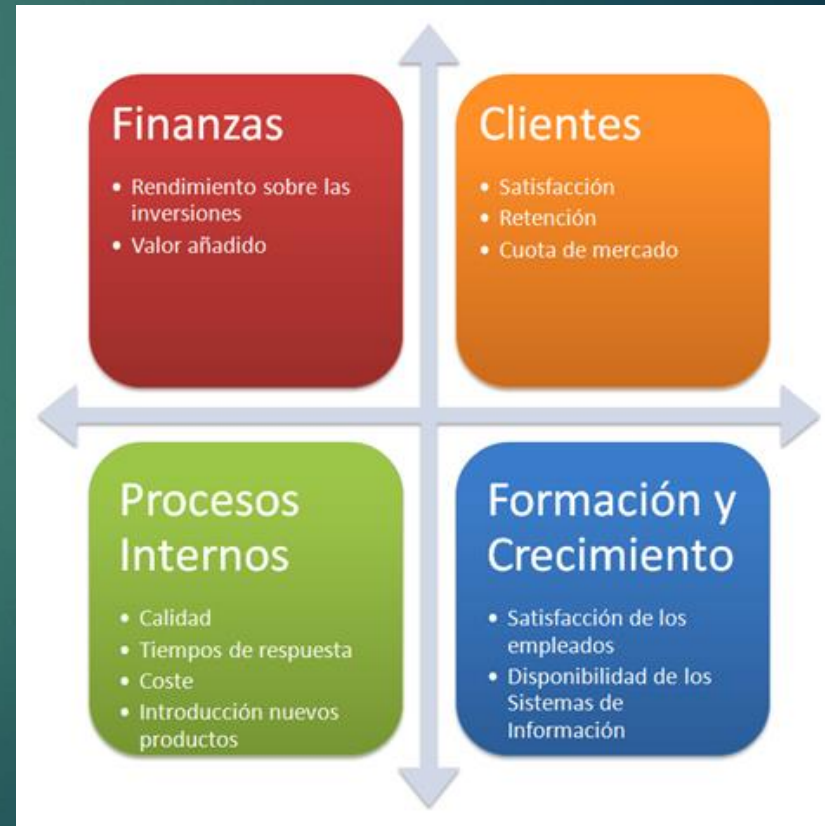 Finanzas
• Rendimiento sobre las
inversiones
• Valor añadido
Clientes
• Satisfacción
• Retención
• Cuota de mercado
Procesos
Internos
• Calidad
• Tiempos de respuesta
• Coste
• Introducción nuevos
productos
Formación y
Crecimiento
• Satisfacción de los
empleados
• Disponibilidad de los
Sistemas de
Información